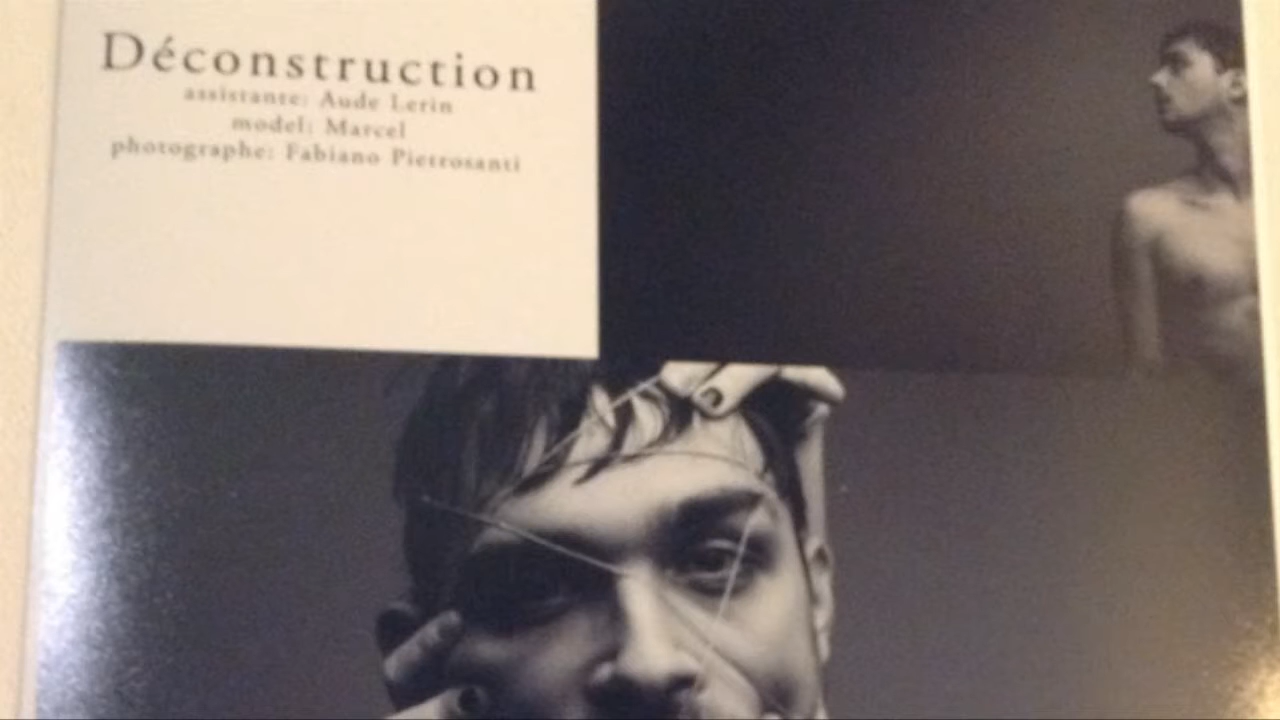 Déconstruction
assistante: Aude Lerin
model: Marcel
photographe: Fabiano Pietrosanti